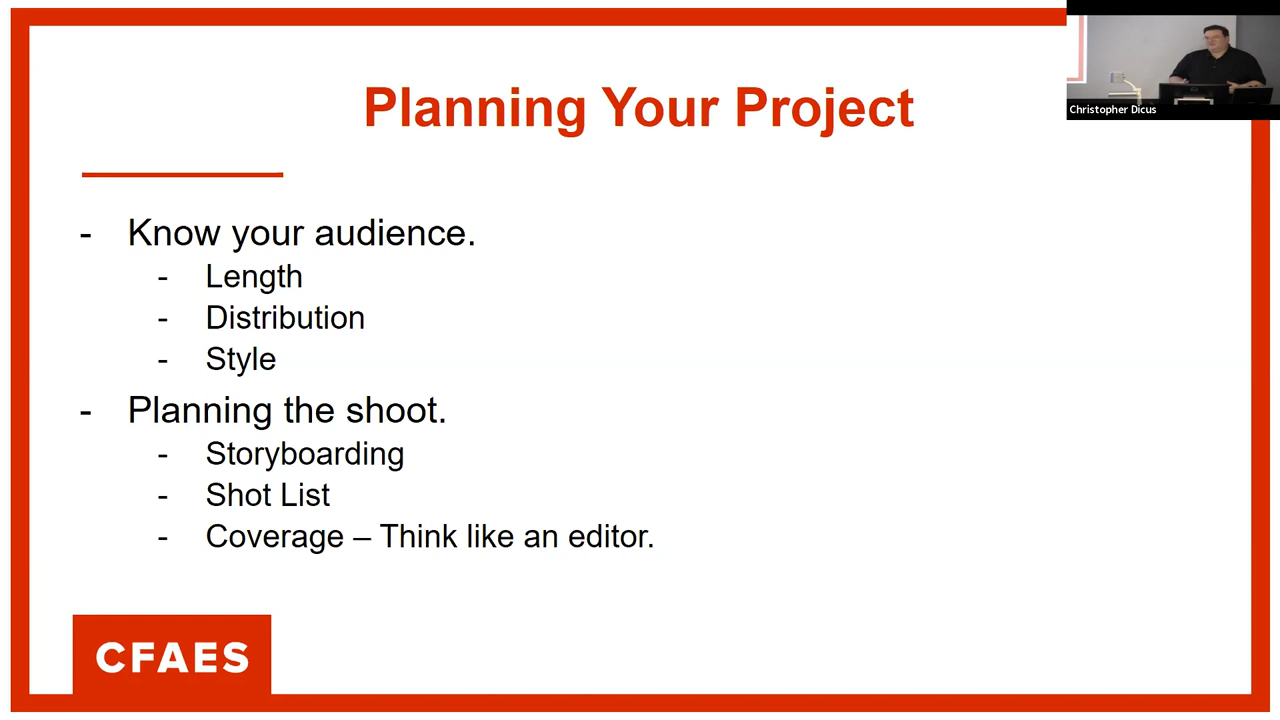 Planning Your Project
Christopher Dicus
- Know your audience.
- Length
- Distribution
- Style
- Planning the shoot.
- Storyboarding
- Shot List
- Coverage – Think like an editor.
CFAES